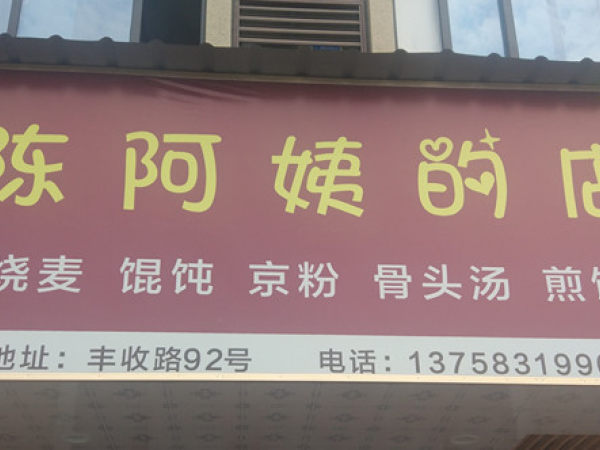 陈阿姨的店
烧麦 馄饨 京粉 骨头汤 煎
地址：丰收路92号 电话：1375831990